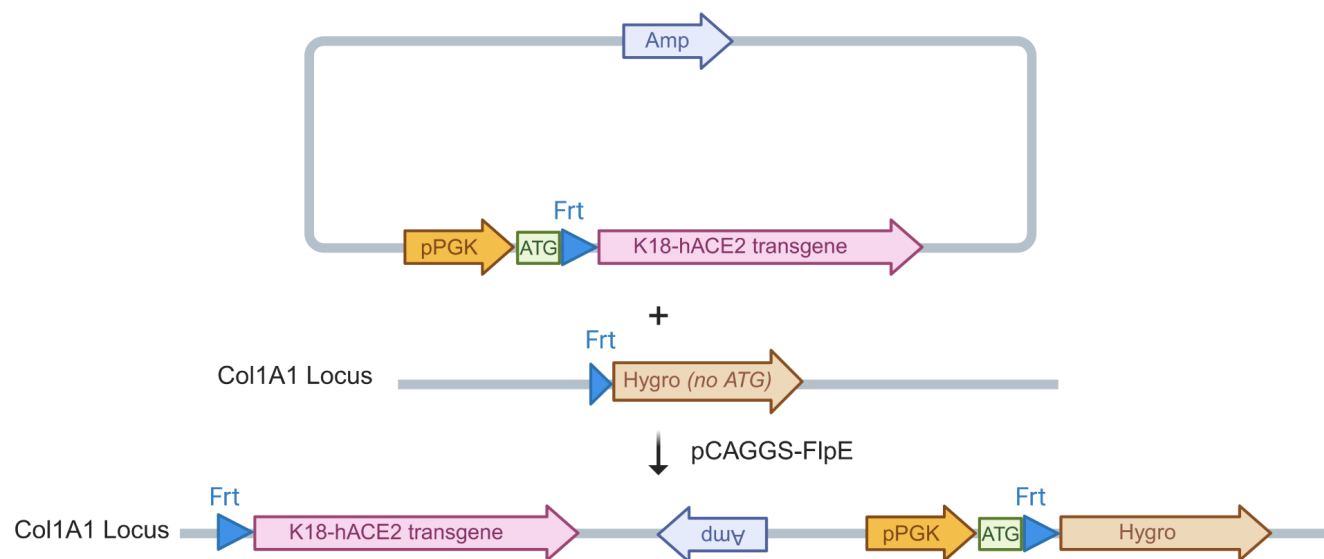 Amp
Frt
pPGK ATG K18-hACE2 transgene
+
Frt
Col1A1 Locus Hygro (no ATG)
pCAGGS-FlpE
Frt Frt
Col1A1 Locus K18-hACE2 transgene Amp pPGK ATG Hygro